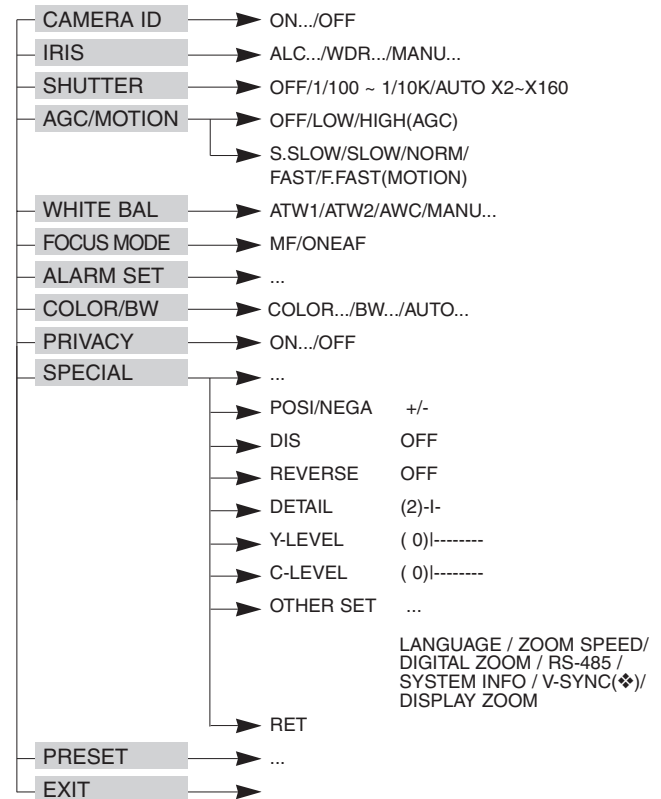 CAMERA ID ON.../OFF
IRIS ALC.../WDR.../MANU...
SHUTTER OFF/1/100 ~ 1/10K/AUTO X2~X160
AGC/MOTION OFF/LOW/HIGH(AGC)
S.SLOW/SLOW/NORM/
FAST/F.FAST(MOTION)
WHITE BAL ATW1/ATW2/AWC/MANU...
FOCUS MODE MF/ONEAF
ALARM SET ...
COLOR/BW COLOR.../BW.../AUTO...
PRIVACY ON.../OFF
SPECIAL ...
POSI/NEGA +/-
DIS OFF
REVERSE OFF
DETAIL (2)-I-
Y-LEVEL ( 0)I--------
C-LEVEL ( 0)I--------
OTHER SET ...
LANGUAGE / ZOOM SPEED/
DIGITAL ZOOM / RS-485 /
SYSTEM INFO / V-SYNC(❖)/
DISPLAY ZOOM
RET
PRESET ...
EXIT